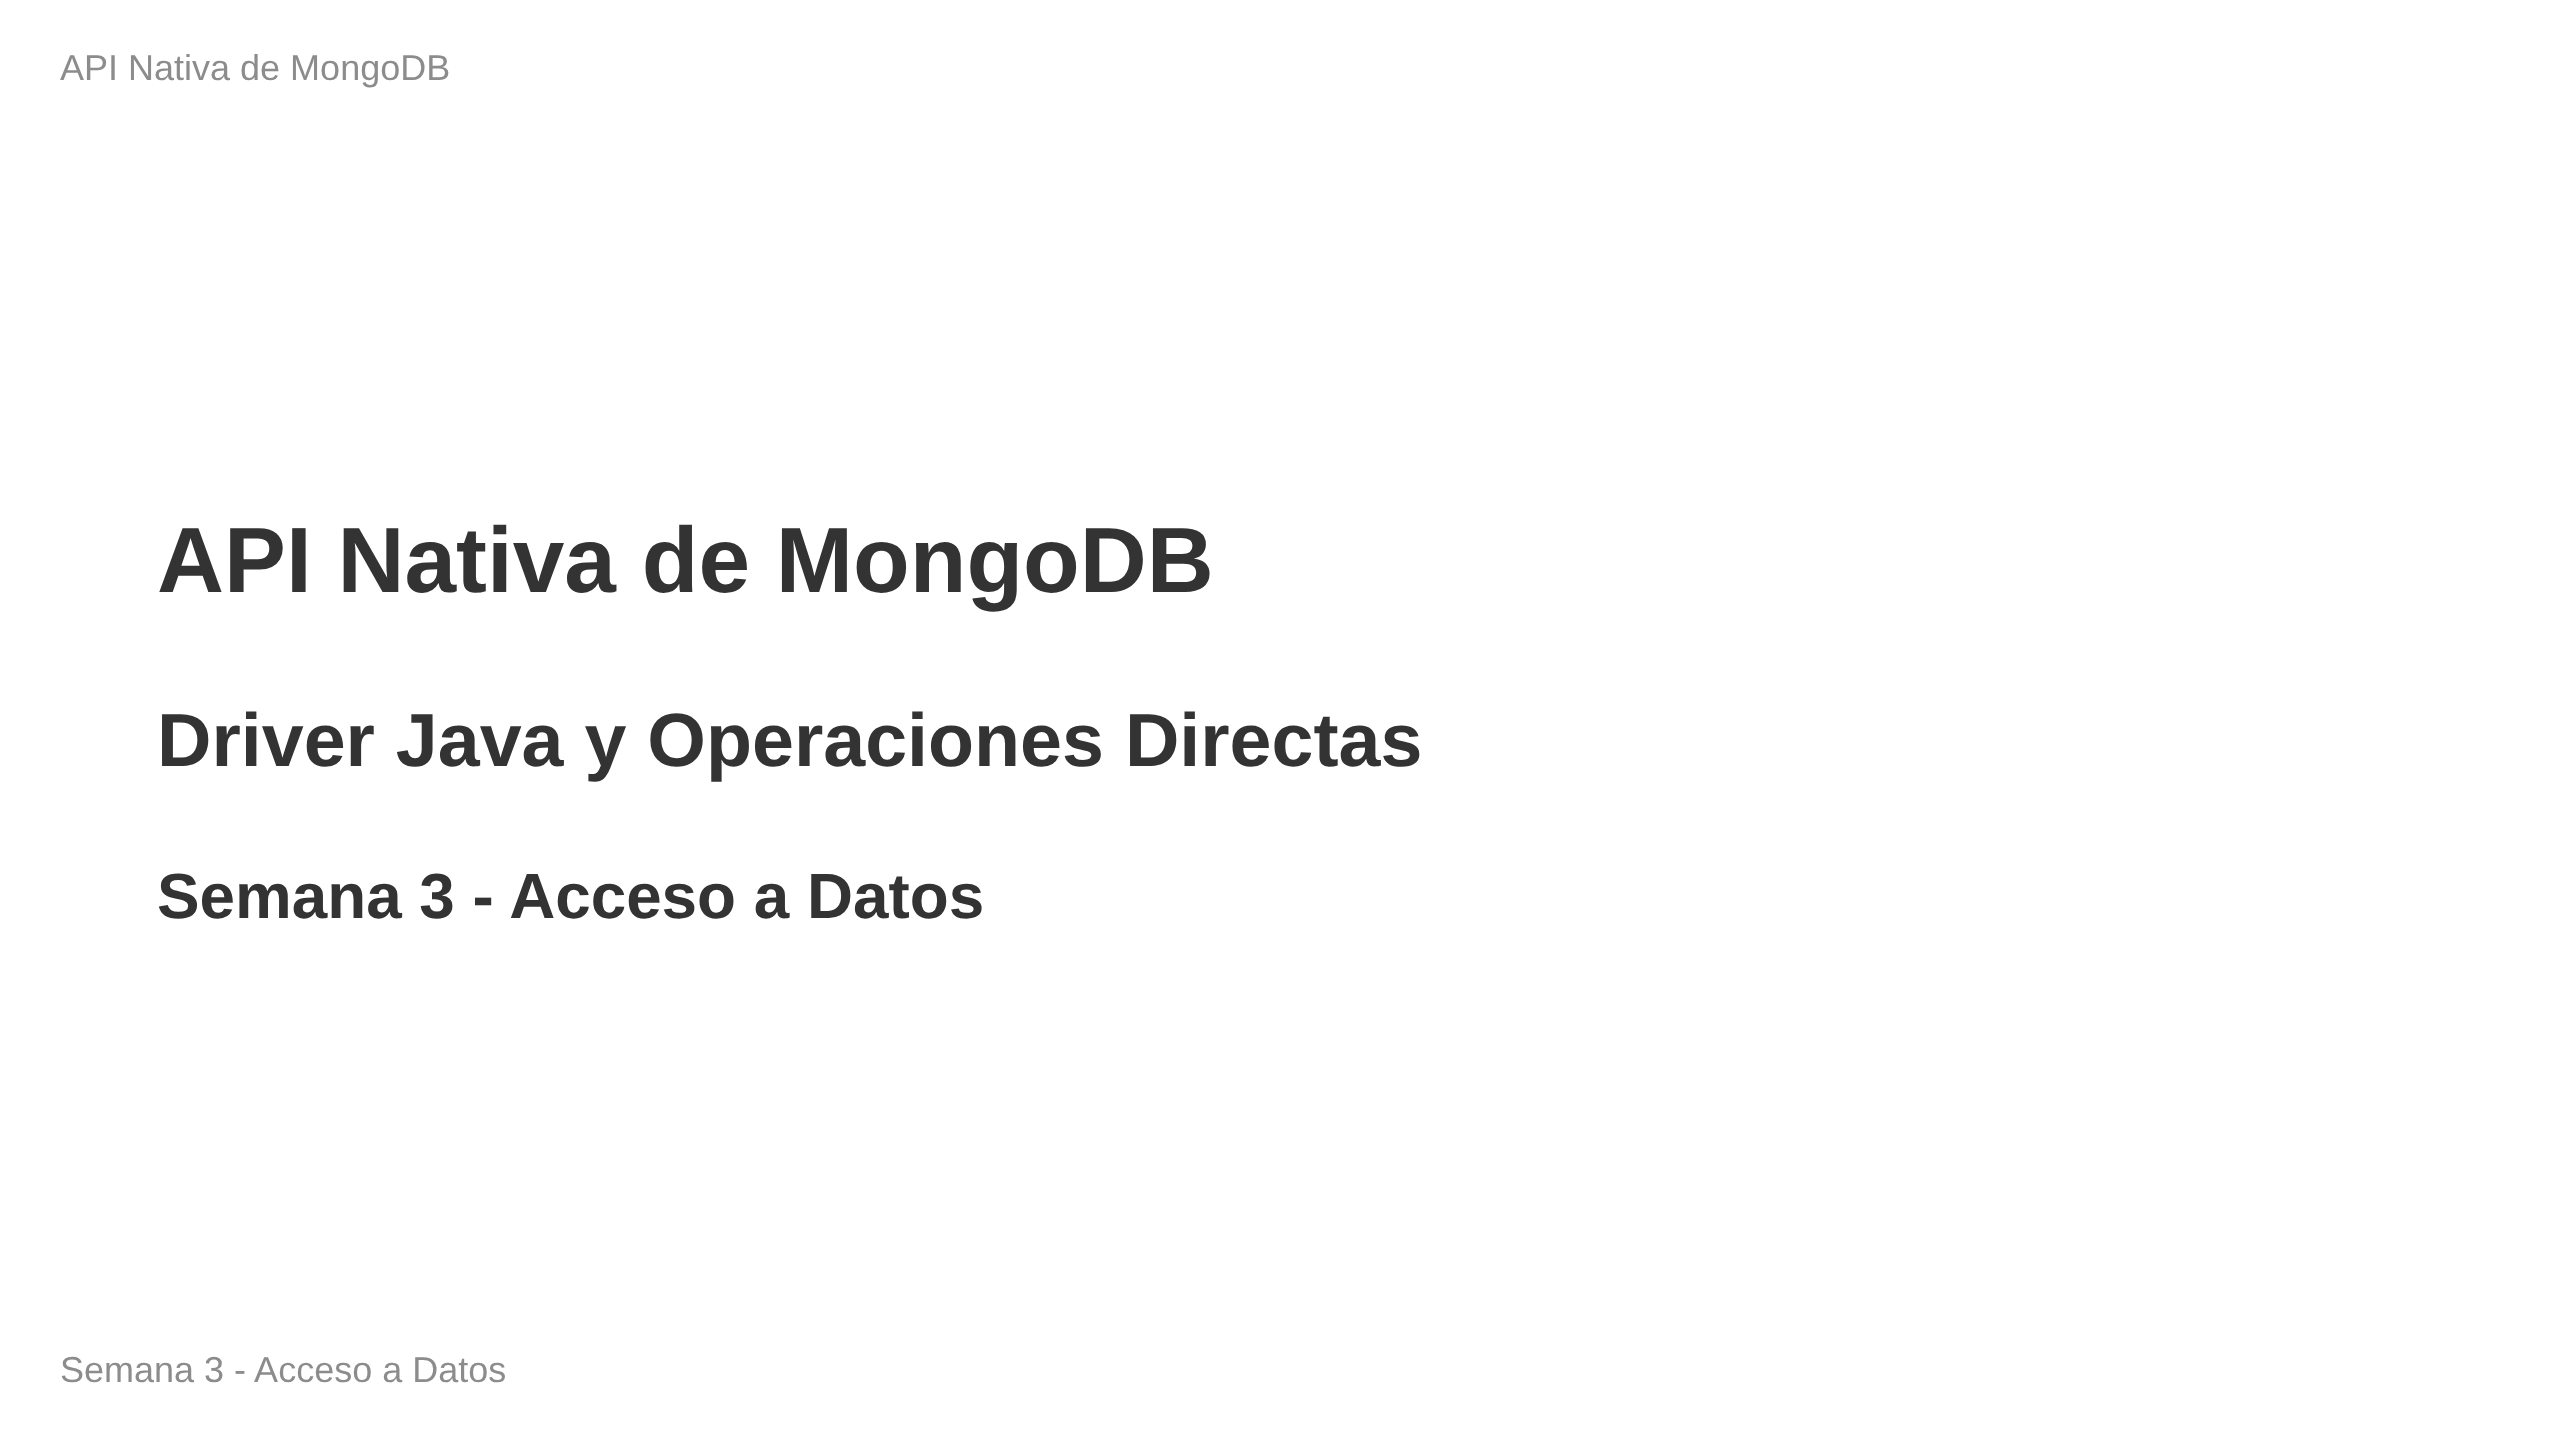 API Nativa de MongoDB
API Nativa de MongoDB
Driver Java y Operaciones Directas
Semana 3 - Acceso a Datos
Semana 3 - Acceso a Datos